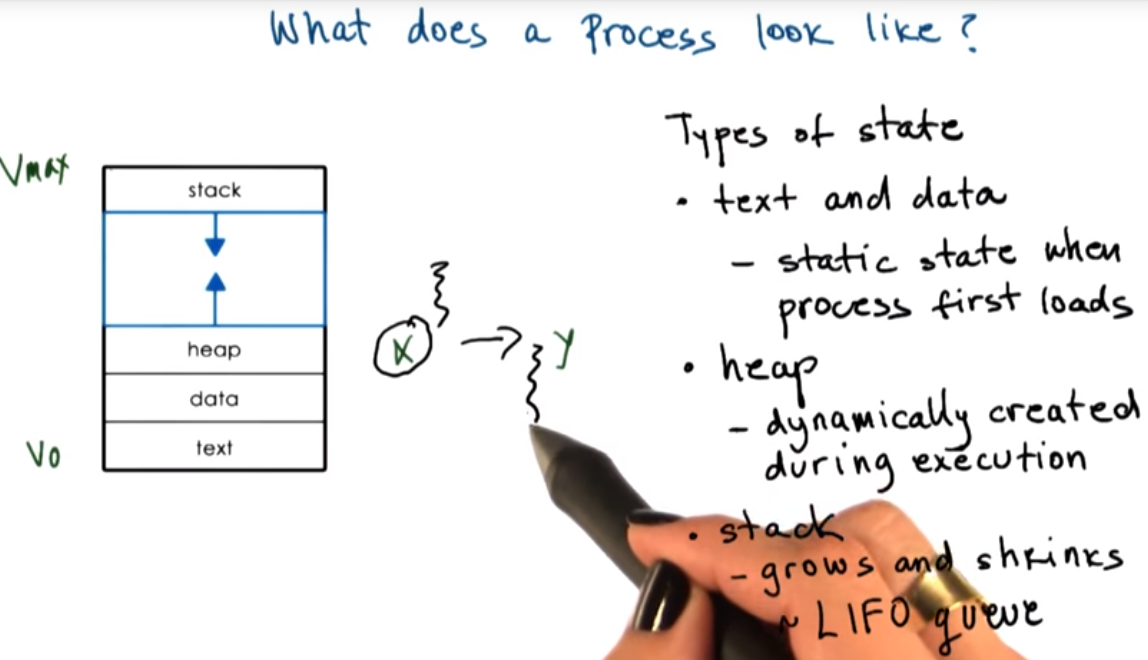 What does a Process look like?
Vmax
stack
heap
data
text
V0
X
y
Types of state
• text and data
– static state when
process first loads
• heap
– dynamically created
during execution
• stack
– grows and shrinks
~ LIFO queue